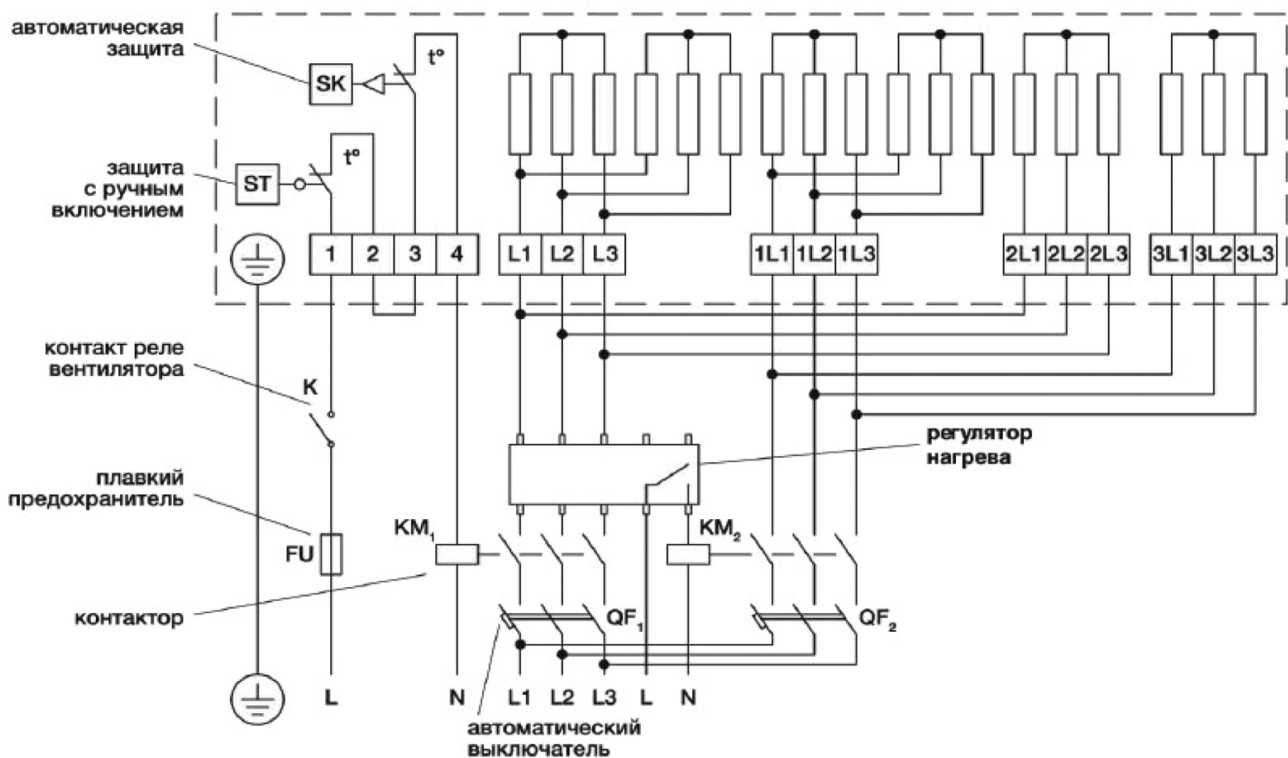 автоматическая
защита
SK
t°
защита
с ручным
включением
ST
t°
1 2 3 4
L1 L2 L3
1L1 1L2 1L3
2L1 2L2 2L3
3L1 3L2 3L3
контакт реле
вентилятора
K
регулятор
нагрева
плавкий
предохранитель
FU
KM1
KM2
контактор
QF1
QF2
L N L1 L2 L3 L N
автоматический
выключатель